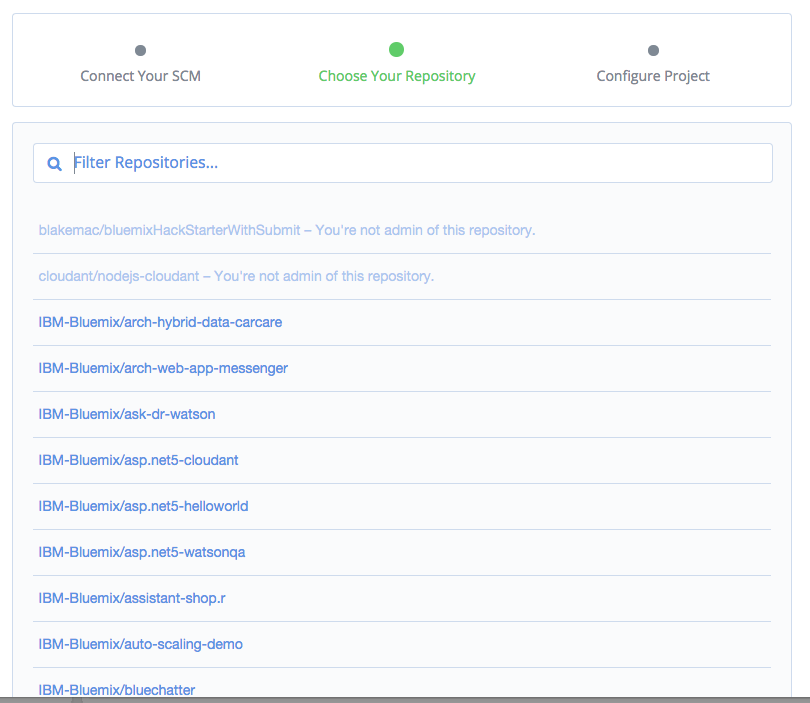 Connect Your SCM
Choose Your Repository
Configure Project
Filter Repositories...
blakemac/bluemixHackStarterWithSubmit – You're not admin of this repository.
cloudant/nodejs-cloudant – You're not admin of this repository.
IBM-Bluemix/arch-hybrid-data-carcare
IBM-Bluemix/arch-web-app-messenger
IBM-Bluemix/ask-dr-watson
IBM-Bluemix/asp.net5-cloudant
IBM-Bluemix/asp.net5-helloworld
IBM-Bluemix/asp.net5-watsonqa
IBM-Bluemix/assistant-shop.r
IBM-Bluemix/auto-scaling-demo
IBM-Bluemix/bluechatter